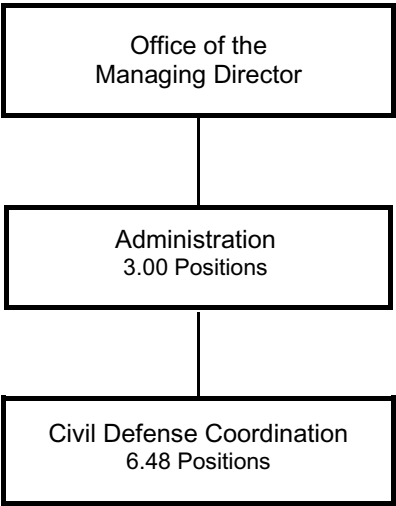 Office of the
Managing Director
Administration
3.00 Positions
Civil Defense Coordination
6.48 Positions